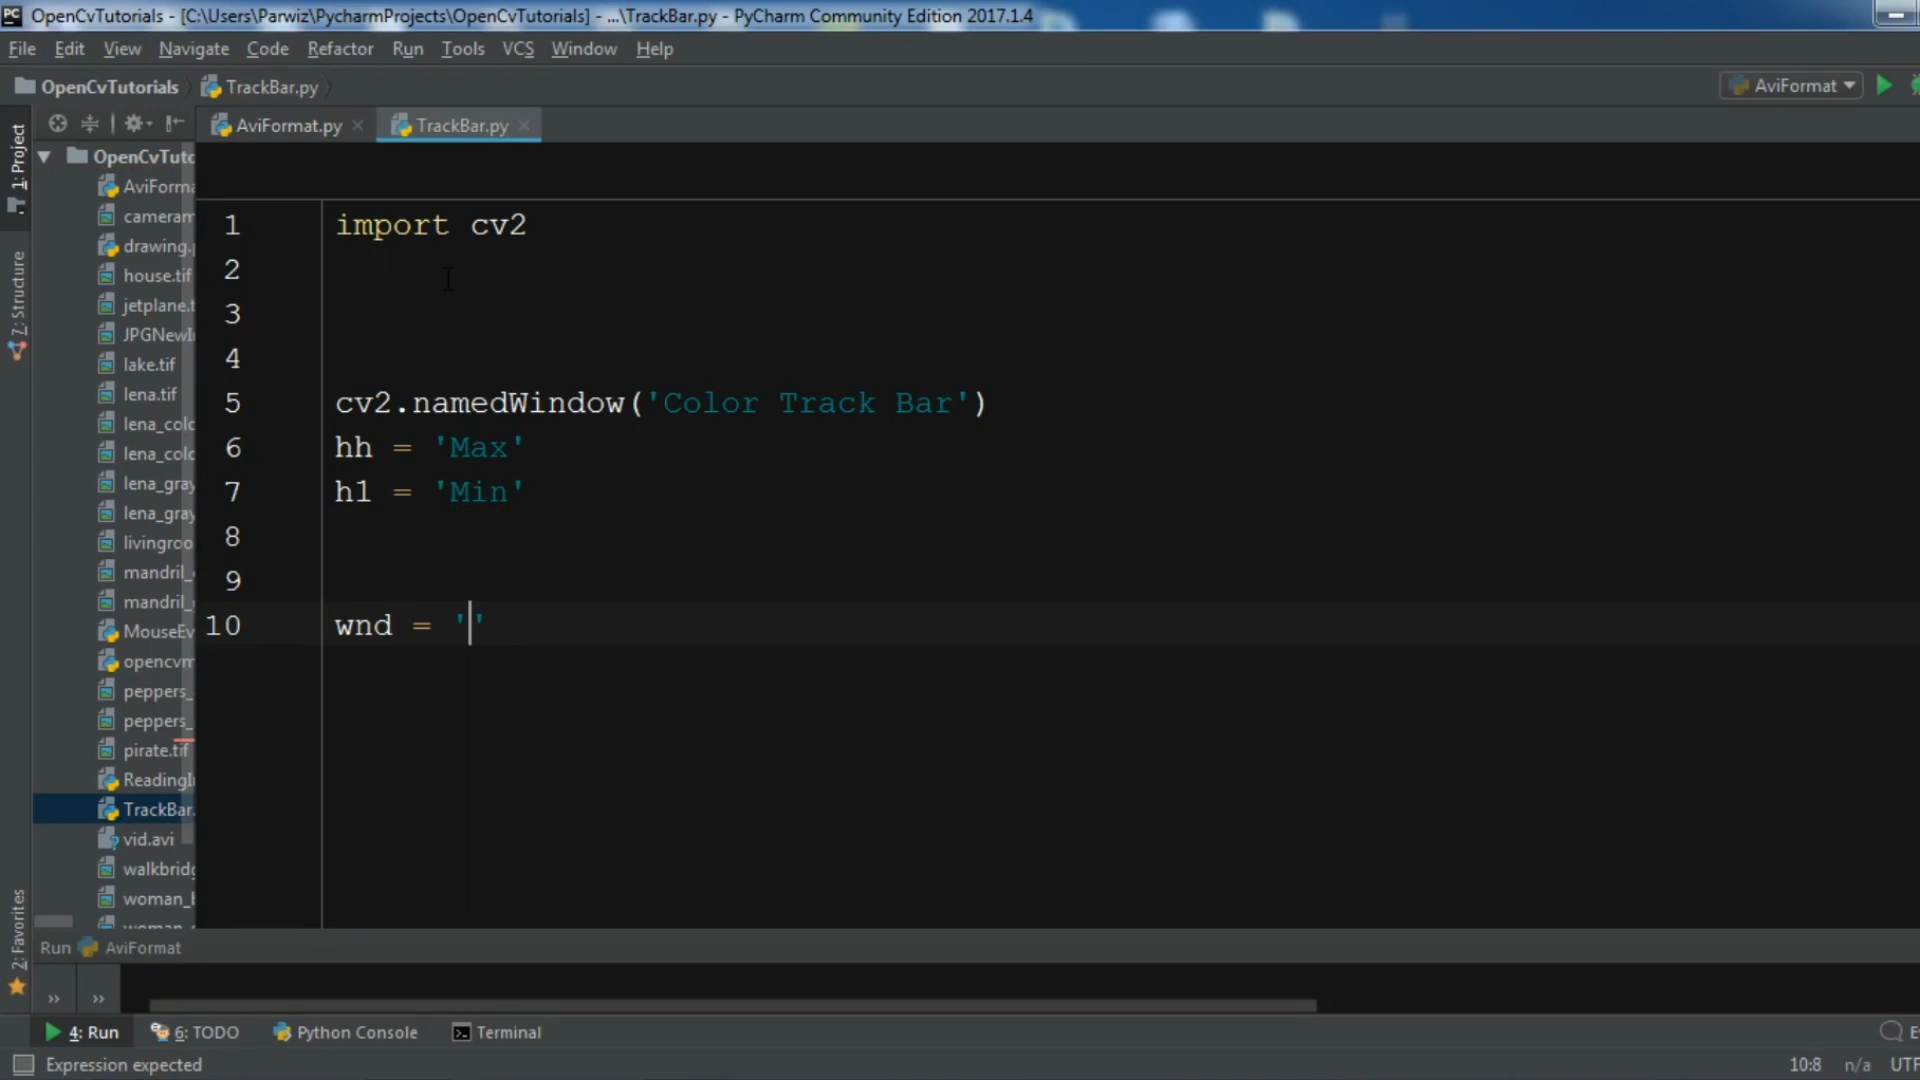 OpenCvTutorials - [C:\Users\Parwiz\PycharmProjects\OpenCvTutorials] - ...\TrackBar.py - PyCharm Community Edition 2017.1.4
File Edit View Navigate Code Refactor Run Tools VCS Window Help
OpenCvTutorials TrackBar.py AviFormat
1: Project
7: Structure
2: Favorites
AviFormat.py TrackBar.py
OpenCvTuto
AviForma
cameram
drawing.p
house.tif
jetplane.t
JPGNewI
lake.tif
lena.tif
lena_colo
lena_colo
lena_gray
lena_gray
livingroo
mandril_
mandril_
MouseEv
opencvm
peppers_
peppers_
pirate.tif
ReadingI
TrackBar.
vid.avi
walkbridg
woman_b
1 import cv2
2
3
4
5 cv2.namedWindow('Color Track Bar')
6 hh = 'Max'
7 h1 = 'Min'
8
9
10 wnd = ''
Run AviFormat
» »
4: Run 6: TODO Python Console Terminal
Expression expected 10:8 n/a UTF